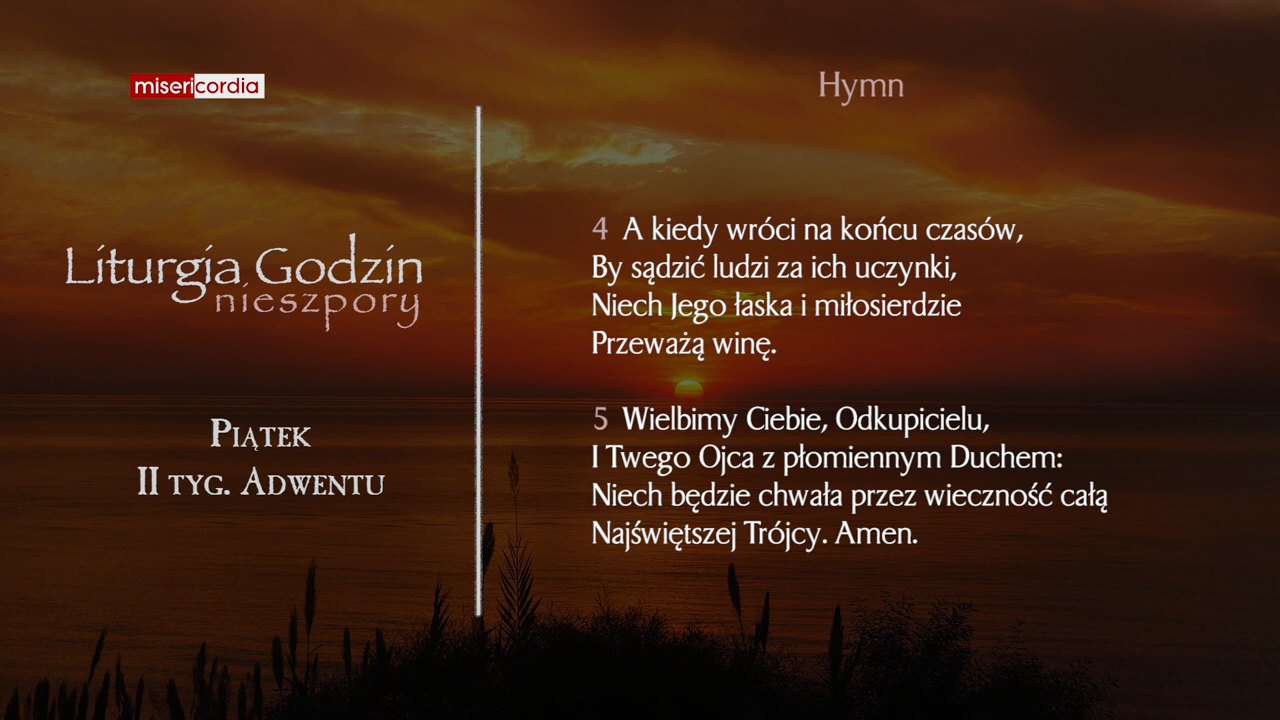 misericordia
Liturgia Godzin
nieszpory
Piątek
II tyg. Adwentu
Hymn
4 A kiedy wróci na końcu czasów,
By sądzić ludzi za ich uczynki,
Niech Jego łaska i miłosierdzie
Przeważą winę.
5 Wielbimy Ciebie, Odkupicielu,
I Twego Ojca z płomiennym Duchem:
Niech będzie chwała przez wieczność całą
Najświętszej Trójcy. Amen.